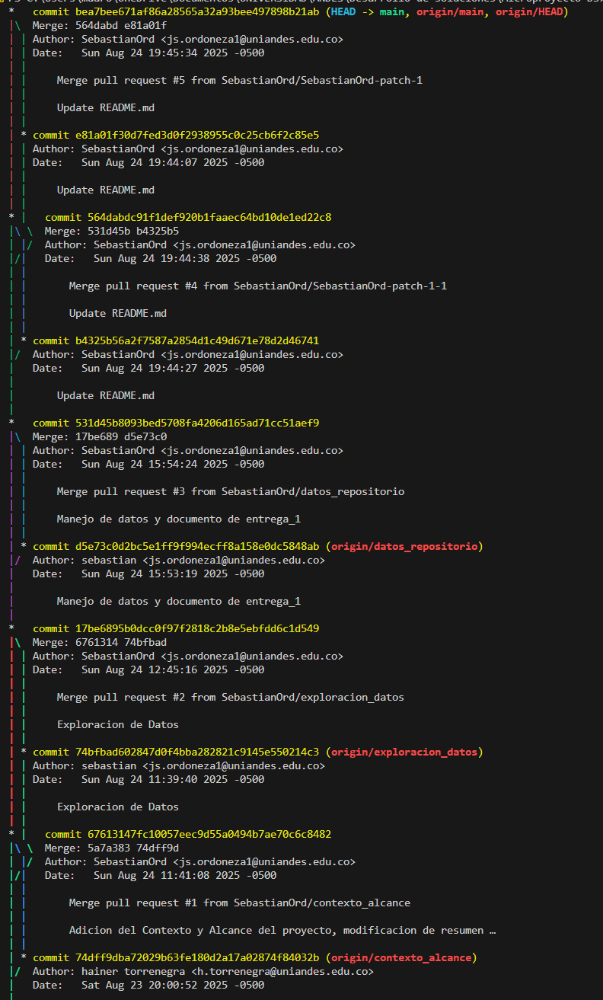 * commit bea7bee671af86a28565a32a93bee497898b21ab (HEAD -> main, origin/main, origin/HEAD)
|\ Merge: 564dabd e81a01f
| | Author: SebastianOrd <js.ordoneza1@uniandes.edu.co>
| | Date: Sun Aug 24 19:45:34 2025 -0500
| |
| | Merge pull request #5 from SebastianOrd/SebastianOrd-patch-1
| |
| | Update README.md
| |
| * commit e81a01f30d7fed3d0f2938955c0c25cb6f2c85e5
| | Author: SebastianOrd <js.ordoneza1@uniandes.edu.co>
| | Date: Sun Aug 24 19:44:07 2025 -0500
| |
| | Update README.md
| |
* | commit 564dabdc91f1def920b1faaec64bd10de1ed22c8
|\ \ Merge: 531d45b b4325b5
| |/ Author: SebastianOrd <js.ordoneza1@uniandes.edu.co>
|/| Date: Sun Aug 24 19:44:38 2025 -0500
| |
| | Merge pull request #4 from SebastianOrd/SebastianOrd-patch-1-1
| |
| | Update README.md
| |
| * commit b4325b56a2f7587a2854d1c49d671e78d2d46741
|/ Author: SebastianOrd <js.ordoneza1@uniandes.edu.co>
| Date: Sun Aug 24 19:44:27 2025 -0500
|
| Update README.md
|
* commit 531d45b8093bed5708fa4206d165ad71cc51aef9
|\ Merge: 17be689 d5e73c0
| | Author: SebastianOrd <js.ordoneza1@uniandes.edu.co>
| | Date: Sun Aug 24 15:54:24 2025 -0500
| |
| | Merge pull request #3 from SebastianOrd/datos_repositorio
| |
| | Manejo de datos y documento de entrega_1
| |
| * commit d5e73c0d2bc5e1ff9f994ecff8a158e0dc5848ab (origin/datos_repositorio)
|/ Author: sebastian <js.ordoneza1@uniandes.edu.co>
| Date: Sun Aug 24 15:53:19 2025 -0500
|
| Manejo de datos y documento de entrega_1
|
* commit 17be6895b0dcc0f97f2818c2b8e5ebfdd6c1d549
|\ Merge: 6761314 74bfbad
| | Author: SebastianOrd <js.ordoneza1@uniandes.edu.co>
| | Date: Sun Aug 24 12:45:16 2025 -0500
| |
| | Merge pull request #2 from SebastianOrd/exploracion_datos
| |
| | Exploracion de Datos
| |
| * commit 74bfbad602847d0f4bba282821c9145e550214c3 (origin/exploracion_datos)
| | Author: sebastian <js.ordoneza1@uniandes.edu.co>
| | Date: Sun Aug 24 11:39:40 2025 -0500
| |
| | Exploracion de Datos
| |
* | commit 67613147fc10057eec9d55a0494b7ae70c6c8482
|\ \ Merge: 5a7a383 74dff9d
| |/ Author: SebastianOrd <js.ordoneza1@uniandes.edu.co>
|/| Date: Sun Aug 24 11:41:08 2025 -0500
| |
| | Merge pull request #1 from SebastianOrd/contexto_alcance
| |
| | Adicion del Contexto y Alcance del proyecto, modificacion de resumen …
| |
| * commit 74dff9dba72029b63fe180d2a17a02874f84032b (origin/contexto_alcance)
|/ Author: hainer torrenegra <h.torrenegra@uniandes.edu.co>
| Date: Sat Aug 23 20:00:52 2025 -0500
|